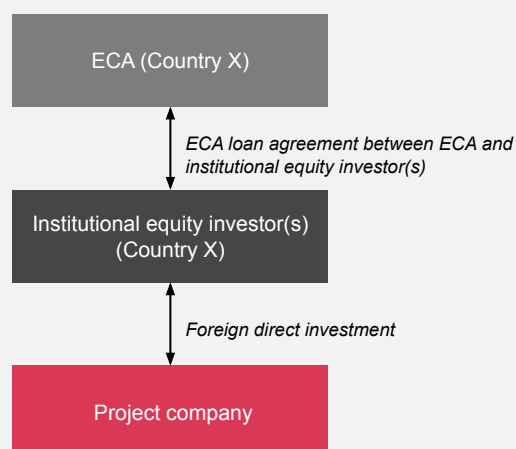 ECA (Country X)
ECA loan agreement between ECA and
institutional equity investor(s)
Institutional equity investor(s)
(Country X)
Foreign direct investment
Project company